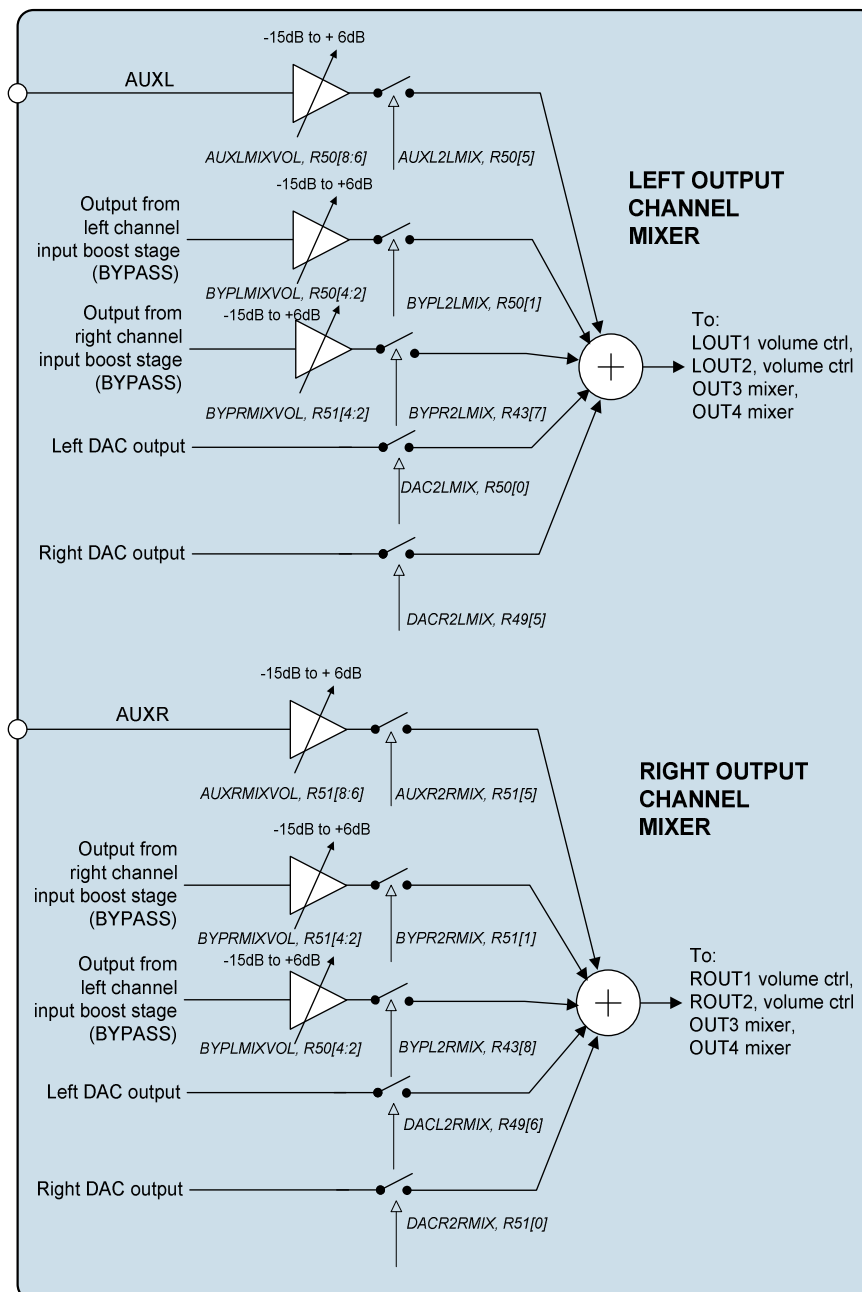 -15dB to + 6dB
AUXL
AUXLMIXVOL, R50[8:6]
AUXL2LMIX, R50[5]
LEFT OUTPUT
CHANNEL
MIXER
-15dB to +6dB
Output from
left channel
input boost stage
(BYPASS)
BYPLMIXVOL, R50[4:2]
BYPL2LMIX, R50[1]
-15dB to +6dB
Output from
right channel
input boost stage
(BYPASS)
BYPRMIXVOL, R51[4:2]
BYPR2LMIX, R43[7]
To:
LOUT1 volume ctrl,
LOUT2, volume ctrl
OUT3 mixer,
OUT4 mixer
Left DAC output
DAC2LMIX, R50[0]
Right DAC output
DACR2LMIX, R49[5]
-15dB to + 6dB
AUXR
AUXRMIXVOL, R51[8:6]
AUXR2RMIX, R51[5]
RIGHT OUTPUT
CHANNEL
MIXER
-15dB to +6dB
Output from
right channel
input boost stage
(BYPASS)
BYPRMIXVOL, R51[4:2]
BYPR2RMIX, R51[1]
-15dB to +6dB
Output from
left channel
input boost stage
(BYPASS)
BYPLMIXVOL, R50[4:2]
BYPL2RMIX, R43[8]
To:
ROUT1 volume ctrl,
ROUT2, volume ctrl
OUT3 mixer,
OUT4 mixer
Left DAC output
DACL2RMIX, R49[6]
Right DAC output
DACR2RMIX, R51[0]